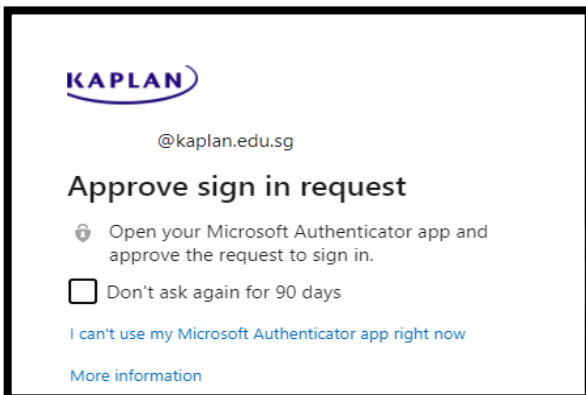 KAPLAN
@kaplan.edu.sg
Approve sign in request
Open your Microsoft Authenticator app and
approve the request to sign in.
Don't ask again for 90 days
I can't use my Microsoft Authenticator app right now
More information